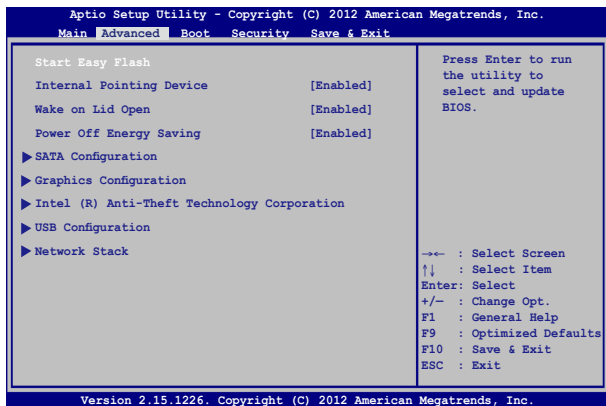 Aptio Setup Utility - Copyright (C) 2012 American Megatrends, Inc.
Main Advanced Boot Security Save & Exit
Start Easy Flash
Internal Pointing Device [Enabled]
Wake on Lid Open [Enabled]
Power Off Energy Saving [Enabled]
SATA Configuration
Graphics Configuration
Intel (R) Anti-Theft Technology Corporation
USB Configuration
Network Stack
Press Enter to run
the utility to
select and update
BIOS.
→← : Select Screen
↑↓ : Select Item
Enter: Select
+/— : Change Opt.
F1 : General Help
F9 : Optimized Defaults
F10 : Save & Exit
ESC : Exit
Version 2.15.1226. Copyright (C) 2012 American Megatrends, Inc.